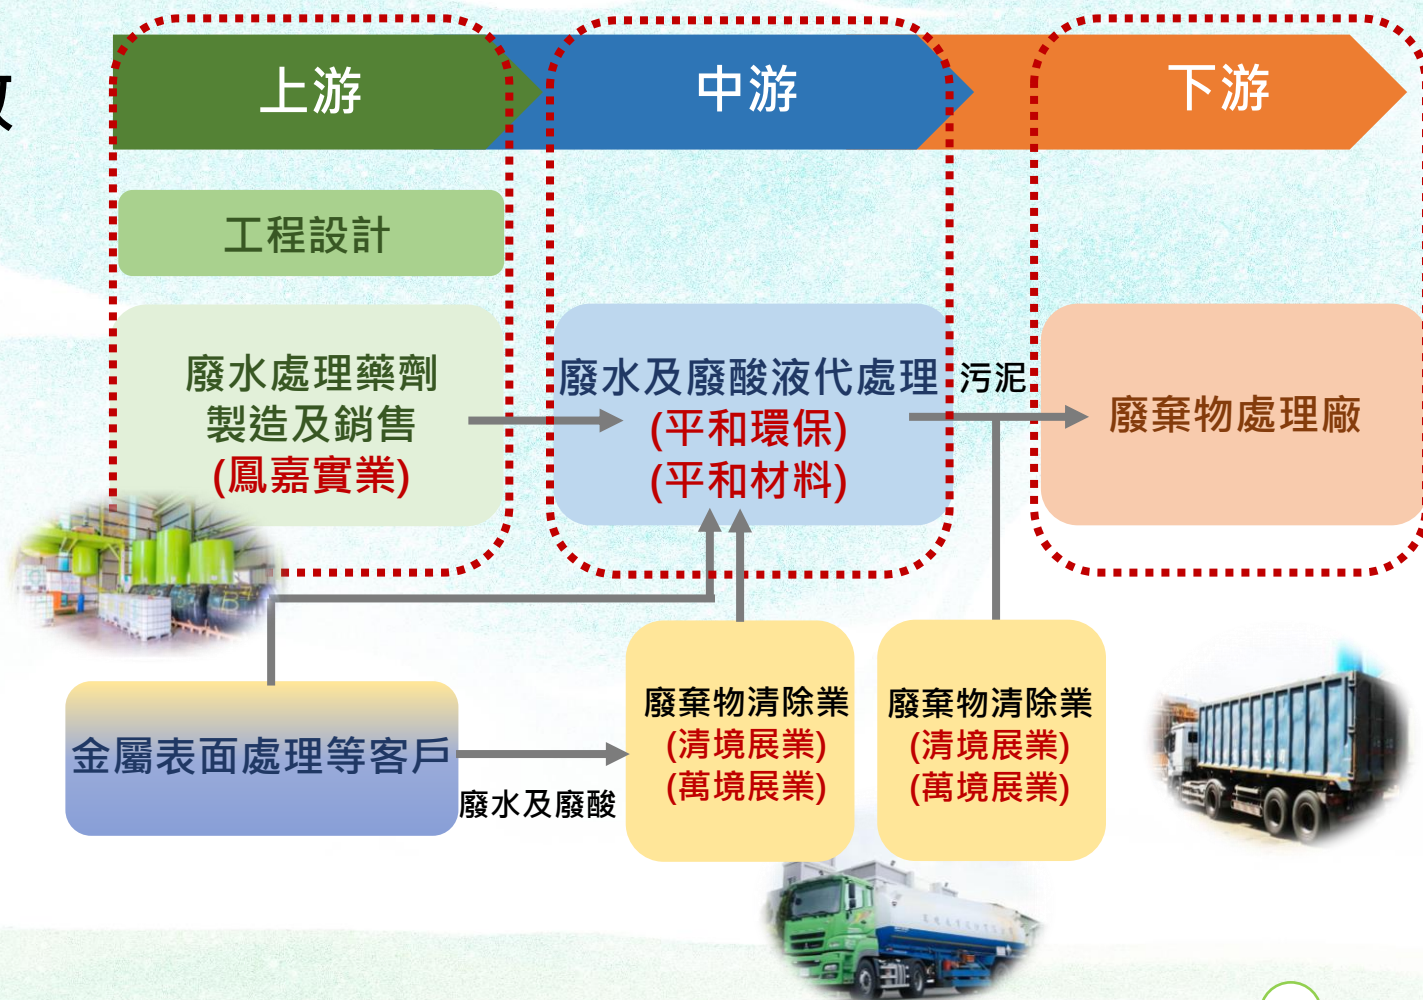 上游
中游
下游
工程設計
廢水處理藥劑
製造及銷售
(鳳嘉實業)
廢水及廢酸液代處理
(平和環保)
(平和材料)
污泥
廢棄物處理廠
金屬表面處理等客戶
廢水及廢酸
廢棄物清除業
(清境展業)
(萬境展業)
廢棄物清除業
(清境展業)
(萬境展業)